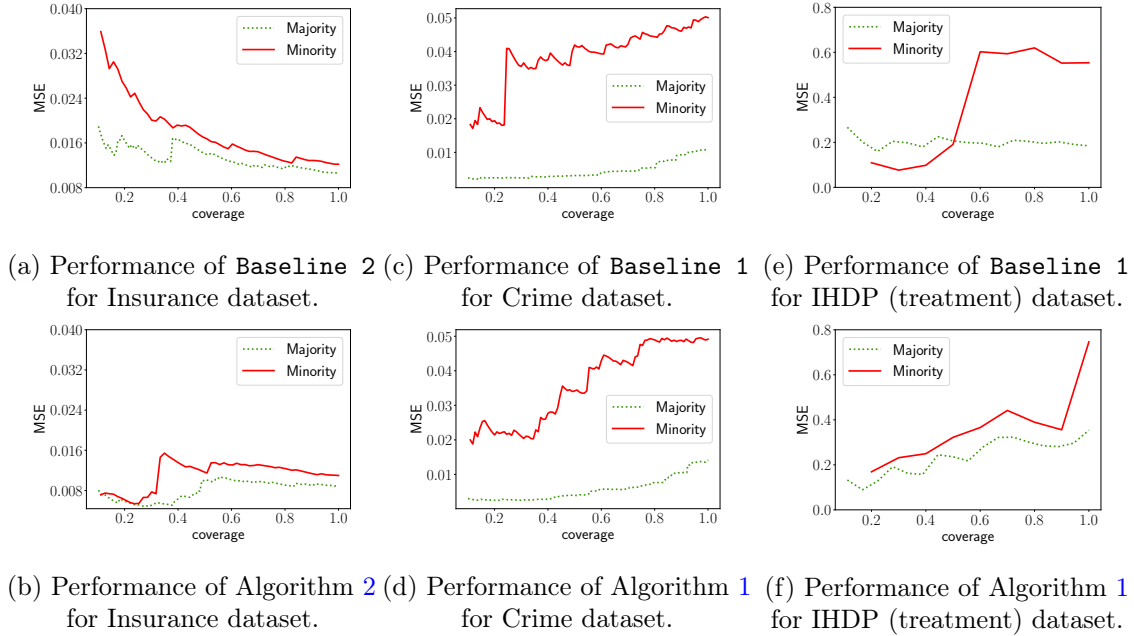 0.040
0.032
0.024
0.016
0.008
MSE
Majority
Minority
0.2 0.4 0.6 0.8 1.0
coverage
0.05
0.04
0.03
0.02
0.01
MSE
Majority
Minority
0.2 0.4 0.6 0.8 1.0
coverage
0.8
0.6
0.4
0.2
0.0
MSE
Majority
Minority
0.2 0.4 0.6 0.8 1.0
coverage
(a) Performance of Baseline 2
for Insurance dataset.
(c) Performance of Baseline 1
for Crime dataset.
(e) Performance of Baseline 1
for IHDP (treatment) dataset.
0.040
0.032
0.024
0.016
0.008
MSE
Majority
Minority
0.2 0.4 0.6 0.8 1.0
coverage
0.05
0.04
0.03
0.02
0.01
MSE
Majority
Minority
0.2 0.4 0.6 0.8 1.0
coverage
0.8
0.6
0.4
0.2
0.0
MSE
Majority
Minority
0.2 0.4 0.6 0.8 1.0
coverage
(b) Performance of Algorithm 2
for Insurance dataset.
(d) Performance of Algorithm 1
for Crime dataset.
(f) Performance of Algorithm 1
for IHDP (treatment) dataset.